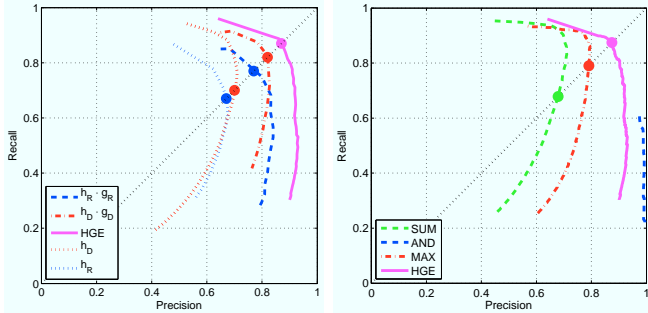 1
0.8
0.6
0.4
0.2
0
Recall
0 0.2 0.4 0.6 0.8 1
Precision
h_R · g_R
h_D · g_D
HGE
h_D
h_R
1
0.8
0.6
0.4
0.2
0
Recall
0 0.2 0.4 0.6 0.8 1
Precision
SUM
AND
MAX
HGE